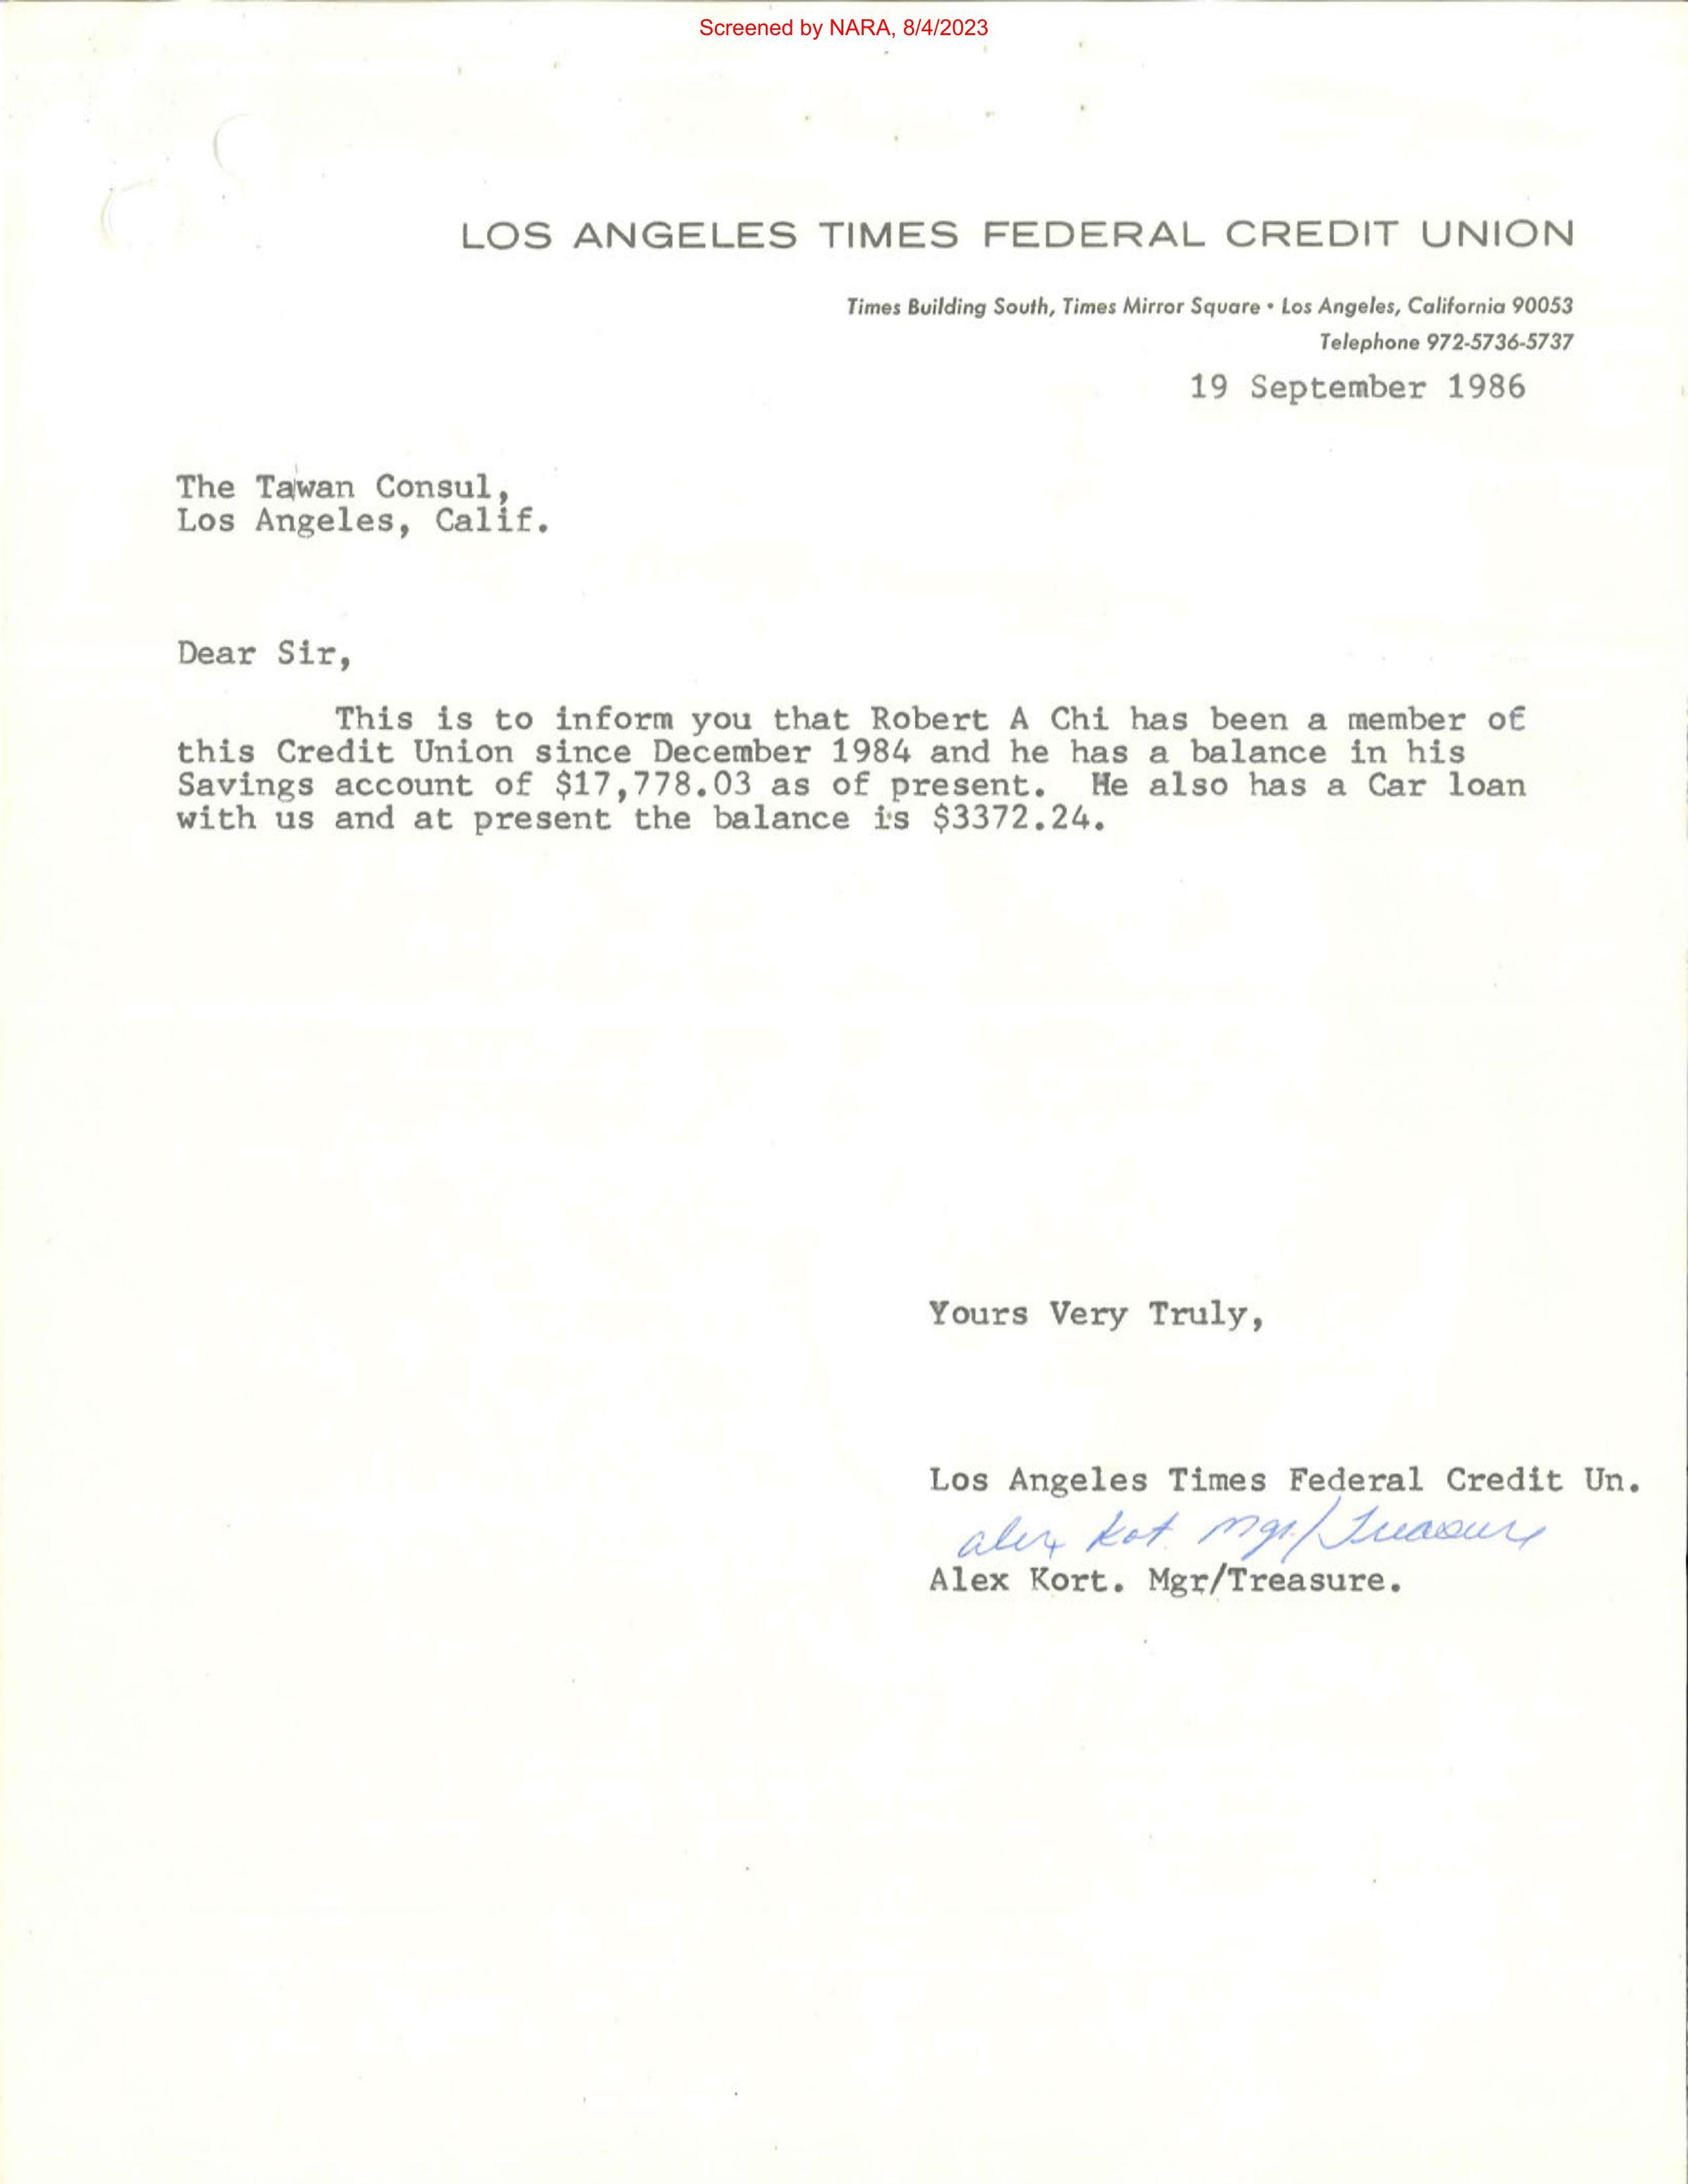 Screened by NARA, 8/4/2023
LOS ANGELES TIMES FEDERAL CREDIT UNION
Times Building South, Times Mirror Square • Los Angeles, California 90053
Telephone 972-5736-5737
19 September 1986
The Tawan Consul,
Los Angeles, Calif.
Dear Sir,
This is to inform you that Robert A Chi has been a member of
this Credit Union since December 1984 and he has a balance in his
Savings account of $17,778.03 as of present. He also has a Car loan
with us and at present the balance is $3372.24.
Yours Very Truly,
Los Angeles Times Federal Credit Un.
Alex Kot Mgr/Treasure
Alex Kort. Mgr/Treasure.